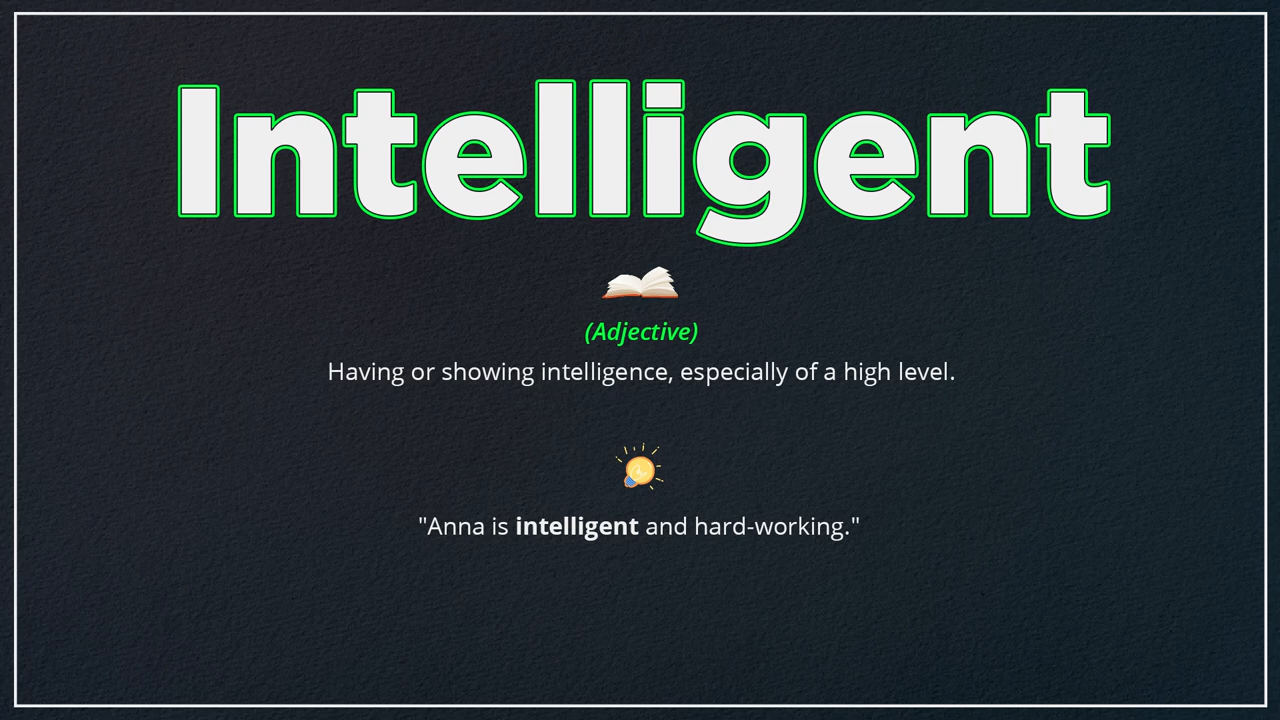 Intelligent
(Adjective)
Having or showing intelligence, especially of a high level.
"Anna is intelligent and hard-working."